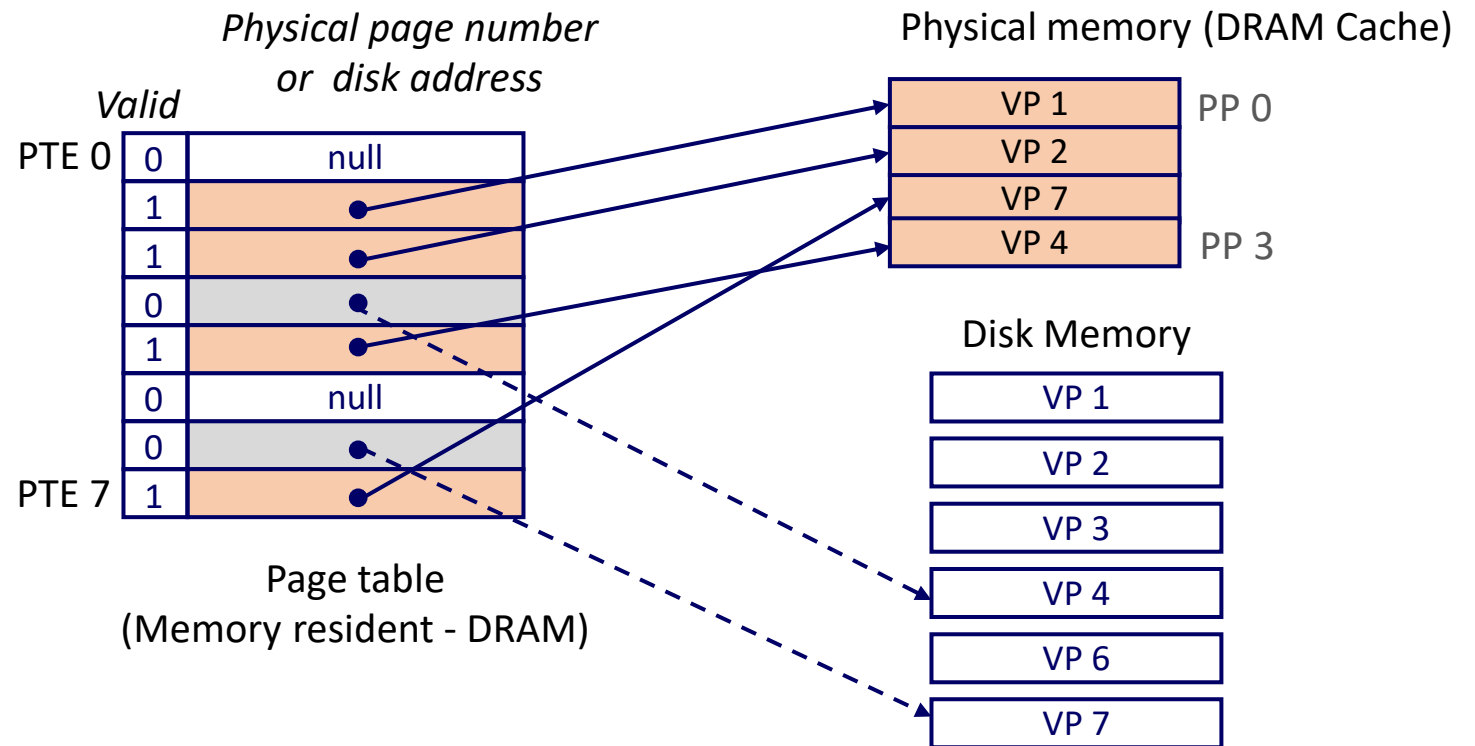 Physical page number
or disk address
Valid
PTE 0
0
null
1
1
0
1
0
null
0
PTE 7
1
Page table
(Memory resident - DRAM)
Physical memory (DRAM Cache)
VP 1
PP 0
VP 2
VP 7
VP 4
PP 3
Disk Memory
VP 1
VP 2
VP 3
VP 4
VP 6
VP 7